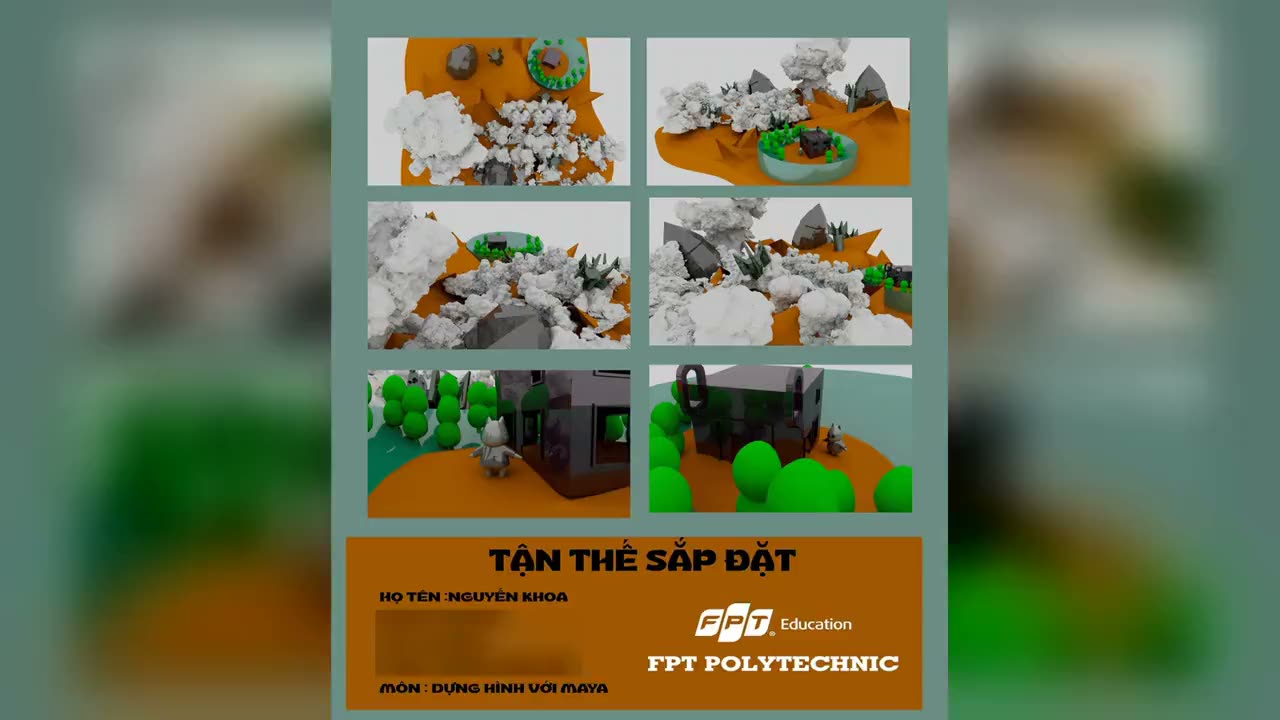 TẬN THẾ SẮP ĐẶT
HỌ TÊN :NGUYỄN KHOA
MÔN : DỰNG HÌNH VỚI MAYA
FPT® Education
FPT POLYTECHNIC